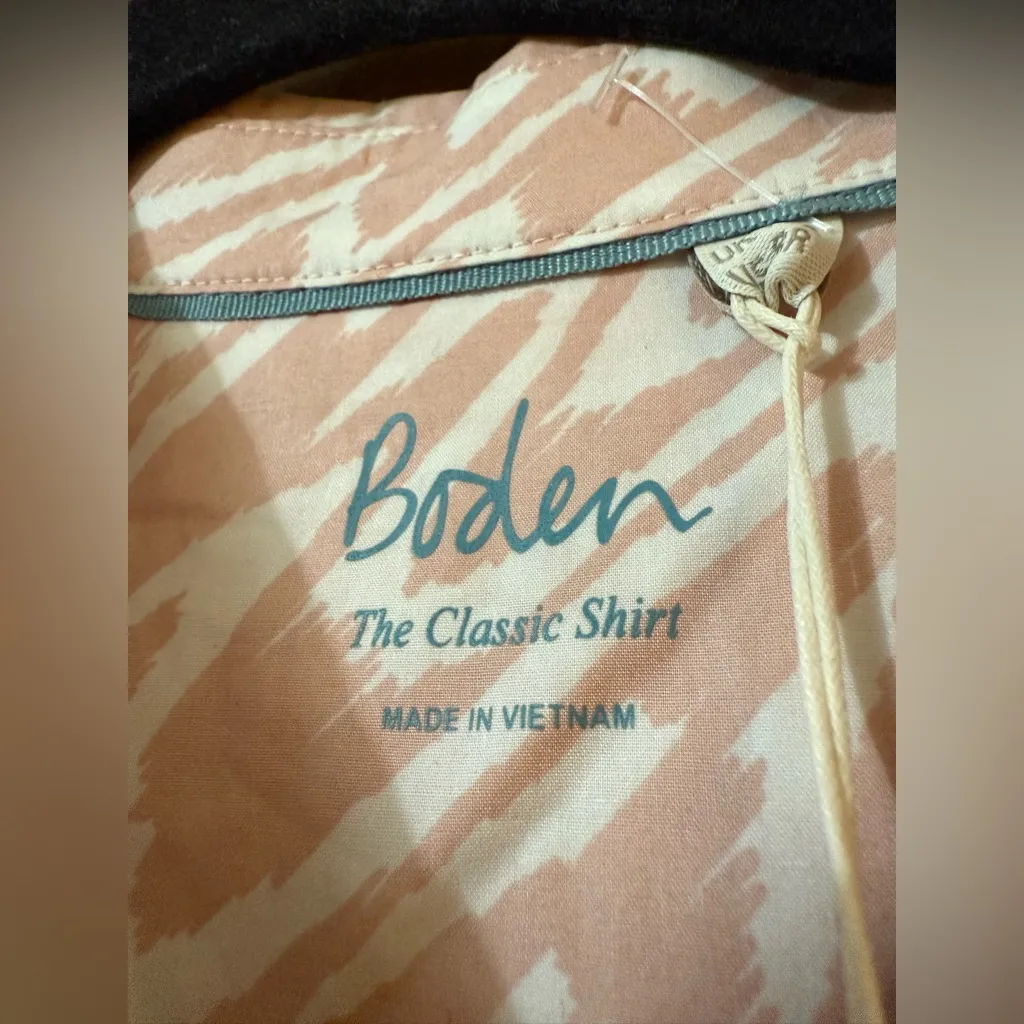 Boden
The Classic Shirt
MADE IN VIETNAM